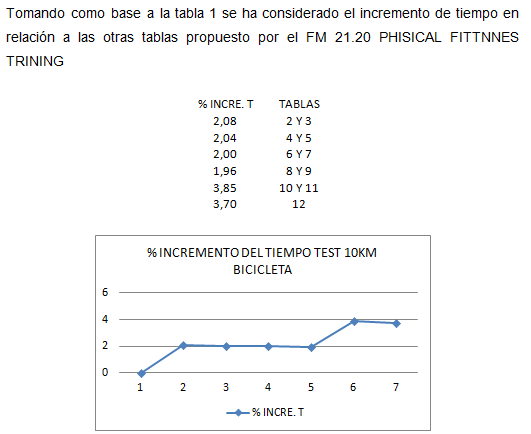 Tomando como base a la tabla 1 se ha considerado el incremento de tiempo en
relación a las otras tablas propuesto por el FM 21.20 PHISICAL FITTNNES
TRINING
% INCRE. T TABLAS
2,08 2 Y 3
2,04 4 Y 5
2,00 6 Y 7
1,96 8 Y 9
3,85 10 Y 11
3,70 12
% INCREMENTO DEL TIEMPO TEST 10KM
BICICLETA
6
4
2
0
1 2 3 4 5 6 7
% INCRE. T